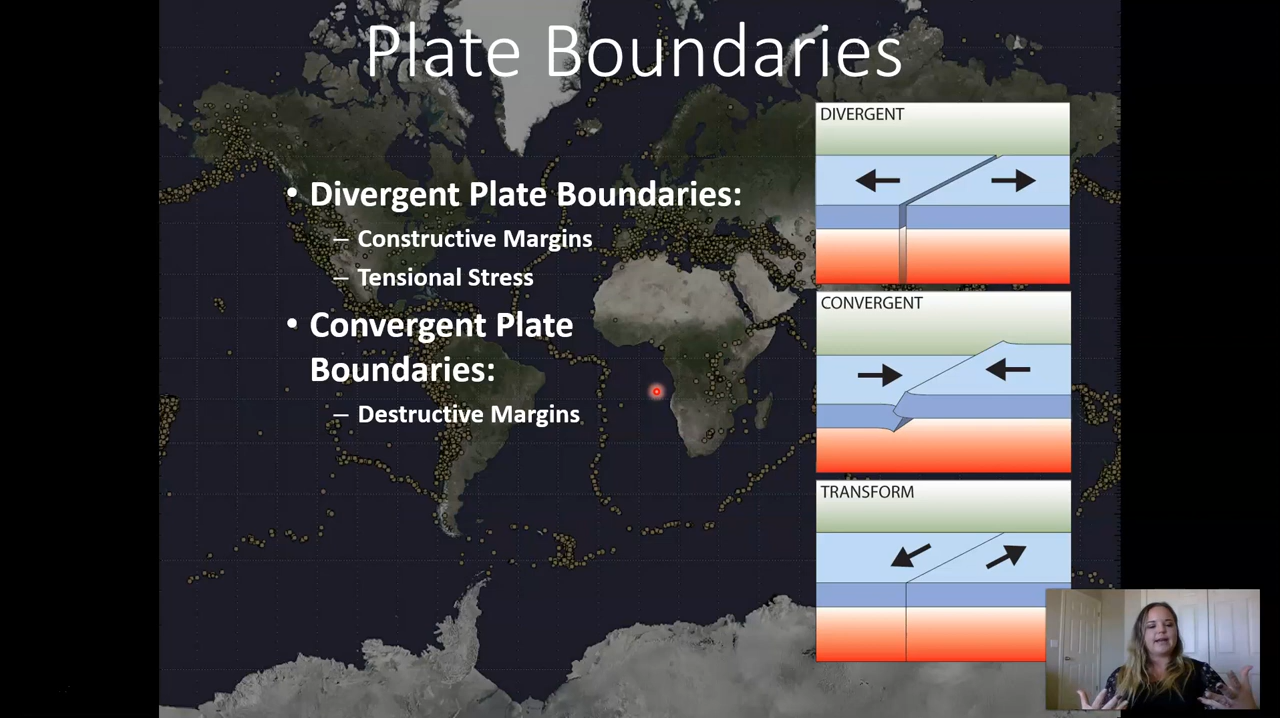 Plate Boundaries
• Divergent Plate Boundaries:
– Constructive Margins
– Tensional Stress
• Convergent Plate
Boundaries:
– Destructive Margins
DIVERGENT
CONVERGENT
TRANSFORM